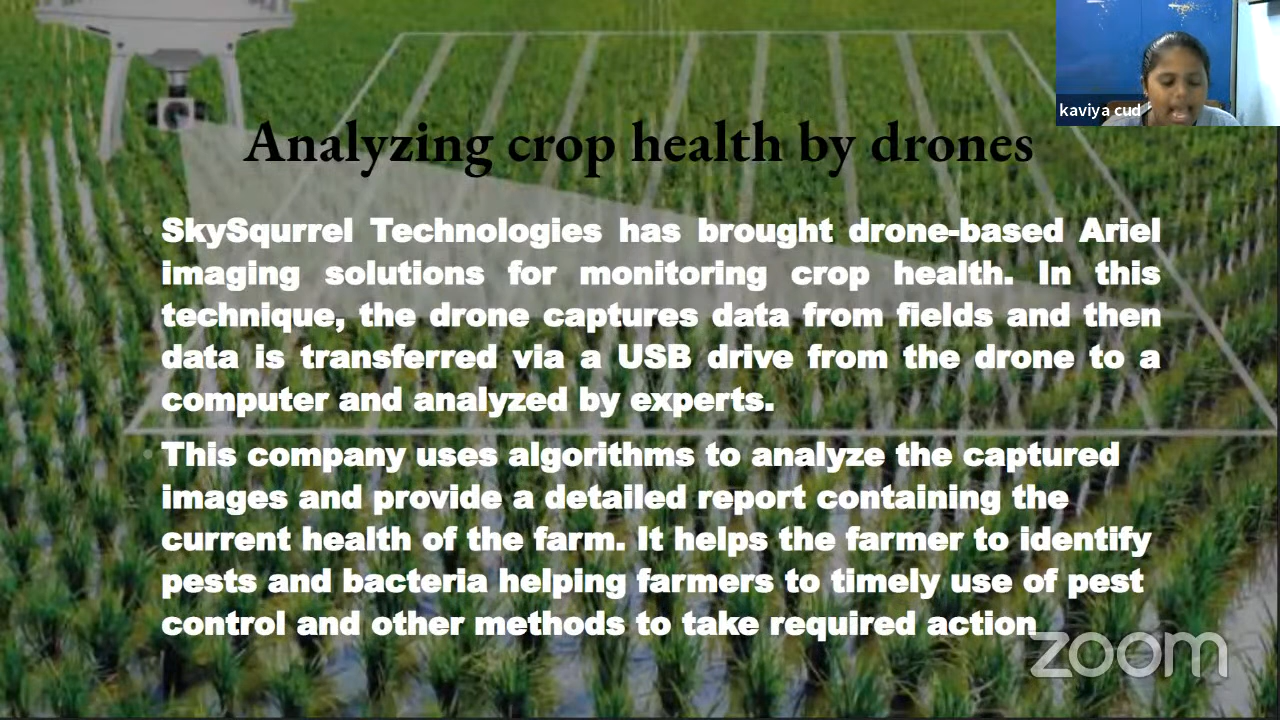 kaviya cud
Analyzing crop health by drones
SkySqurrel Technologies has brought drone-based Ariel
imaging solutions for monitoring crop health. In this
technique, the drone captures data from fields and then
data is transferred via a USB drive from the drone to a
computer and analyzed by experts.
This company uses algorithms to analyze the captured
images and provide a detailed report containing the
current health of the farm. It helps the farmer to identify
pests and bacteria helping farmers to timely use of pest
control and other methods to take required action
zoom